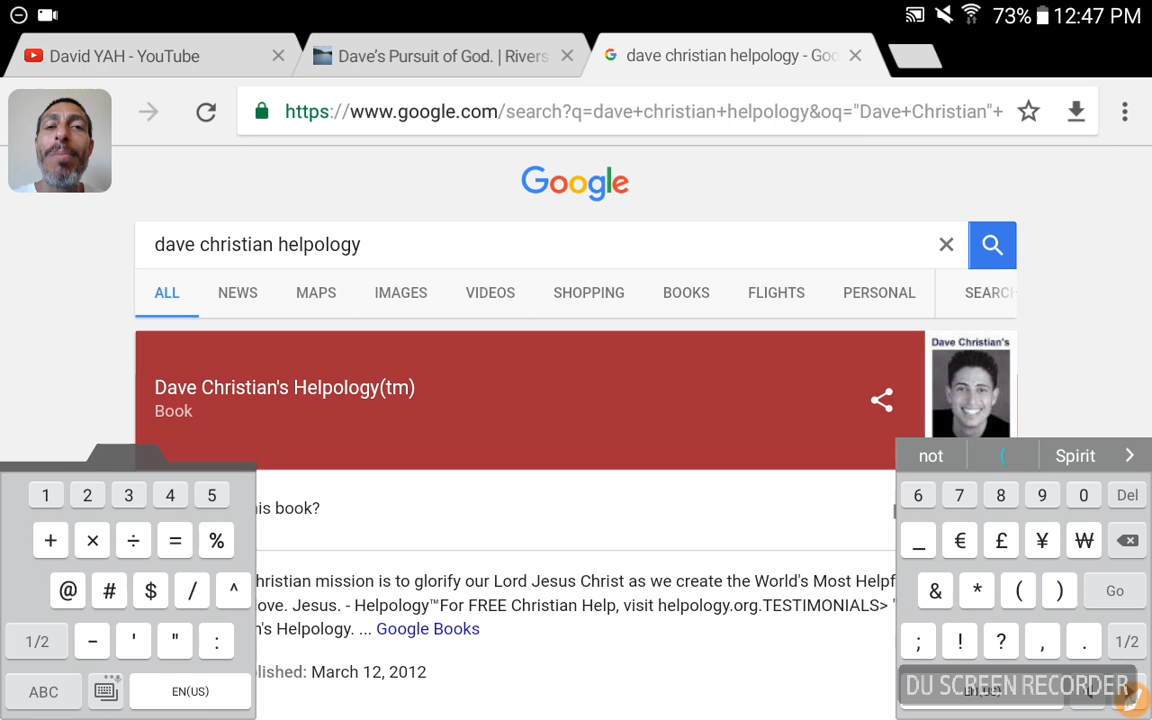 73% 12:47 PM
David YAH - YouTube
Dave's Pursuit of God. | Rivers
dave christian helpology - Goo
https://www.google.com/search?q=dave+christian+helpology&oq="Dave+Christian"+
Google
dave christian helpology
ALL NEWS MAPS IMAGES VIDEOS SHOPPING BOOKS FLIGHTS PERSONAL SEARCH
Dave Christian's
Dave Christian's Helpology(tm)
Book
not ( Spirit
1 2 3 4 5
6 7 8 9 0 Del
his book?
+ × ÷ = %
_ € £ ¥ ₩
hristian mission is to glorify our Lord Jesus Christ as we create the World's Most Helpf
@ # $ / ^
& * ( ) Go
love. Jesus. - Helpology™For FREE Christian Help, visit helpology.org.TESTIMONIALS> "
n's Helpology. ... Google Books
1/2 - ' " :
; ! ? , . 1/2
lished: March 12, 2012
ABC EN(US)
EN(US)
DU SCREEN RECORDER